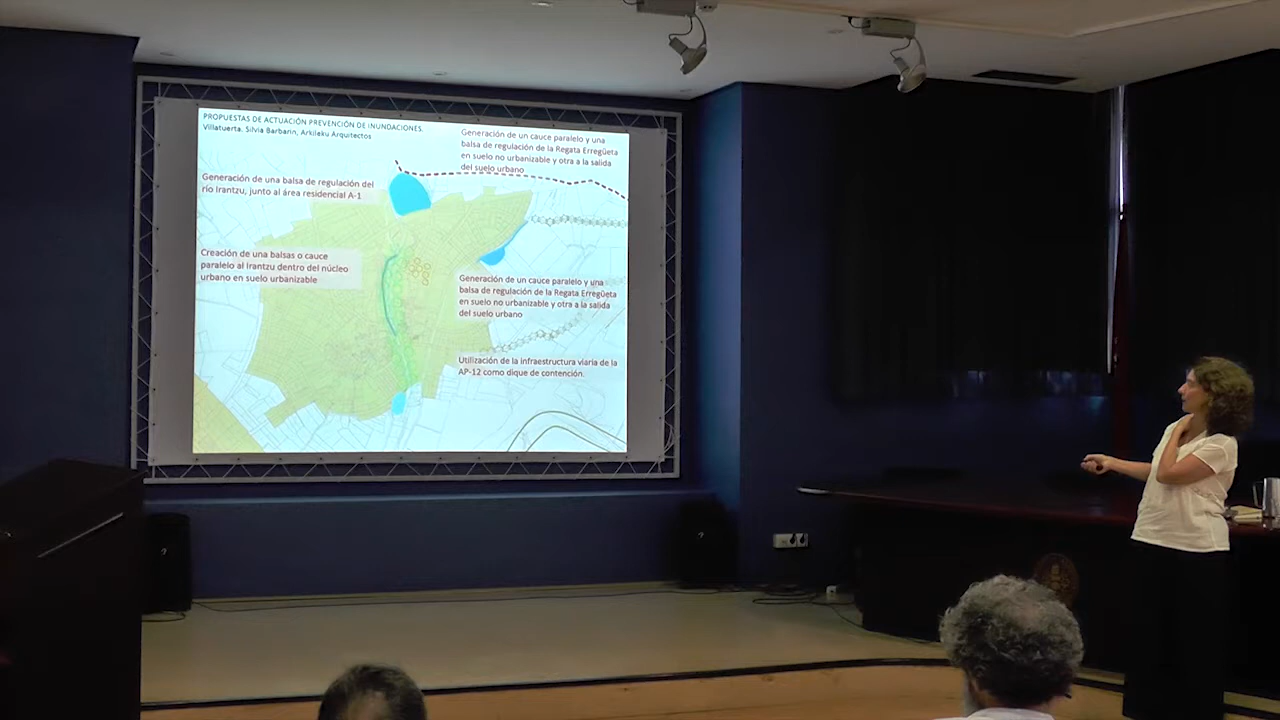 PROPUESTAS DE ACTUACIÓN PREVENCIÓN DE INUNDACIONES.
Villatuerta. Silvia Barbarin, Arkileku Arquitectos
Generación de un cauce paralelo y una
balsa de regulación de la Regata Erregüeta
en suelo no urbanizable y otra a la salida
del suelo urbano
Generación de una balsa de regulación del
río Irantzu, junto al área residencial A-1
Creación de una balsas o cauce
paralelo al Irantzu dentro del núcleo
urbano en suelo urbanizable
Generación de un cauce paralelo y una
balsa de regulación de la Regata Erregüeta
en suelo no urbanizable y otra a la salida
del suelo urbano
Utilización de la infraestructura viaria de la
AP-12 como dique de contención.